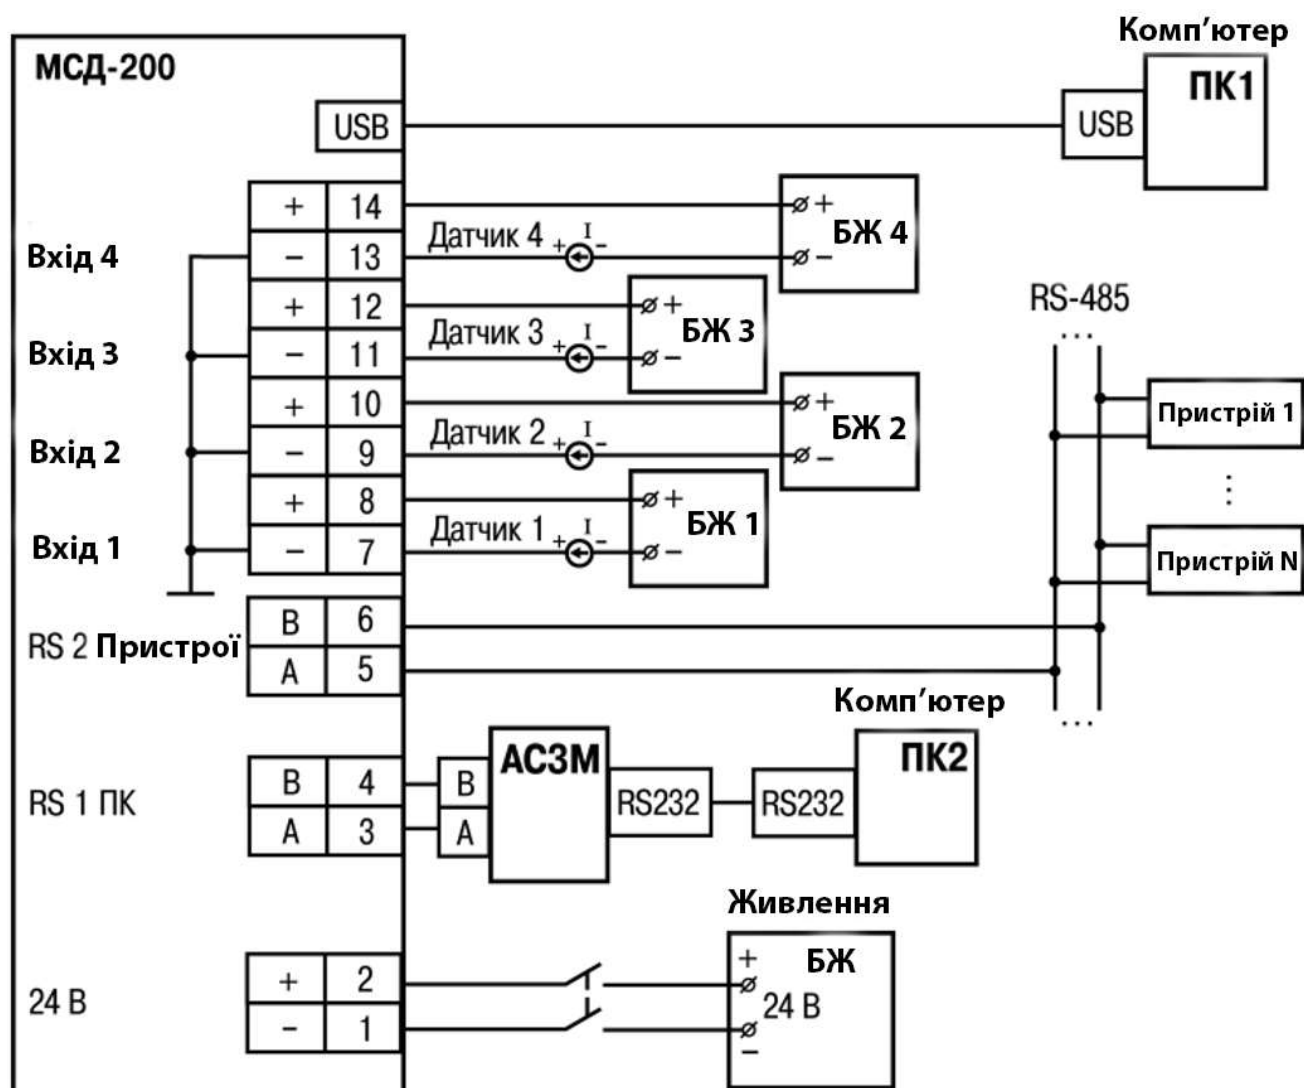 Комп’ютер
МСД-200
ПК1
USB
USB
+ 14
+
Датчик 4 + I -
БЖ 4
Вхід 4
– 13
–
+ 12
+
RS-485
...
Датчик 3 + I -
БЖ 3
Вхід 3
– 11
–
+ 10
+
Пристрій 1
Датчик 2 + I -
БЖ 2
Вхід 2
– 9
–
...
+ 8
+
Датчик 1 + I -
БЖ 1
Вхід 1
– 7
–
Пристрій N
B 6
RS 2 Пристрої
A 5
...
Комп’ютер
АС3М
ПК2
RS 1 ПК
B 4
B
A 3
A
RS232
RS232
Живлення
БЖ
+ 2
+
24 В
24 В
– 1
–